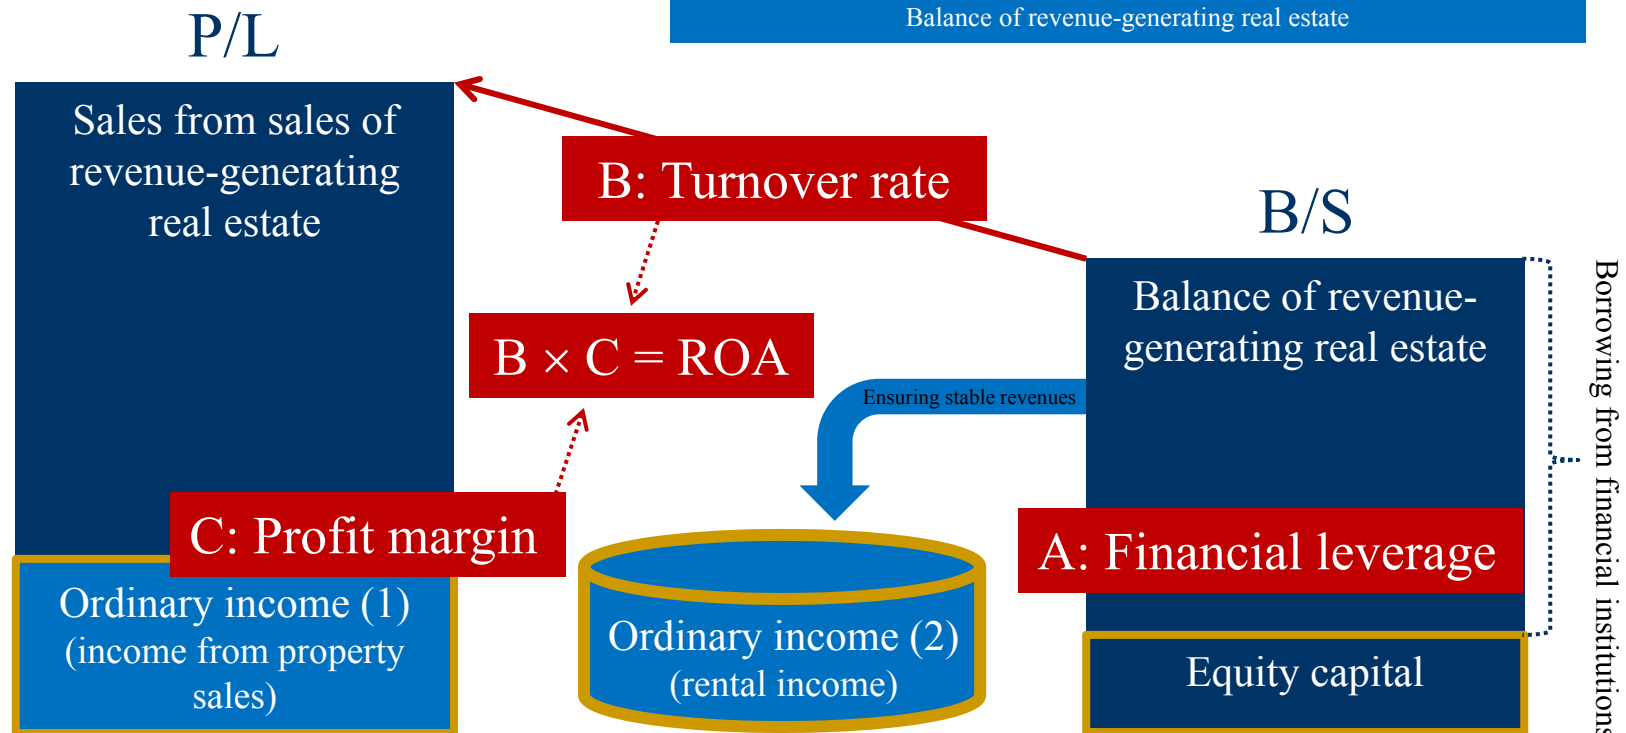 Balance of revenue-generating real estate
P/L
Sales from sales of
revenue-generating
real estate
B: Turnover rate
B/S
Balance of revenue-
generating real estate
B × C = ROA
Ensuring stable revenues
C: Profit margin
A: Financial leverage
Ordinary income (1)
(income from property
sales)
Ordinary income (2)
(rental income)
Equity capital
Borrowing from financial institutions